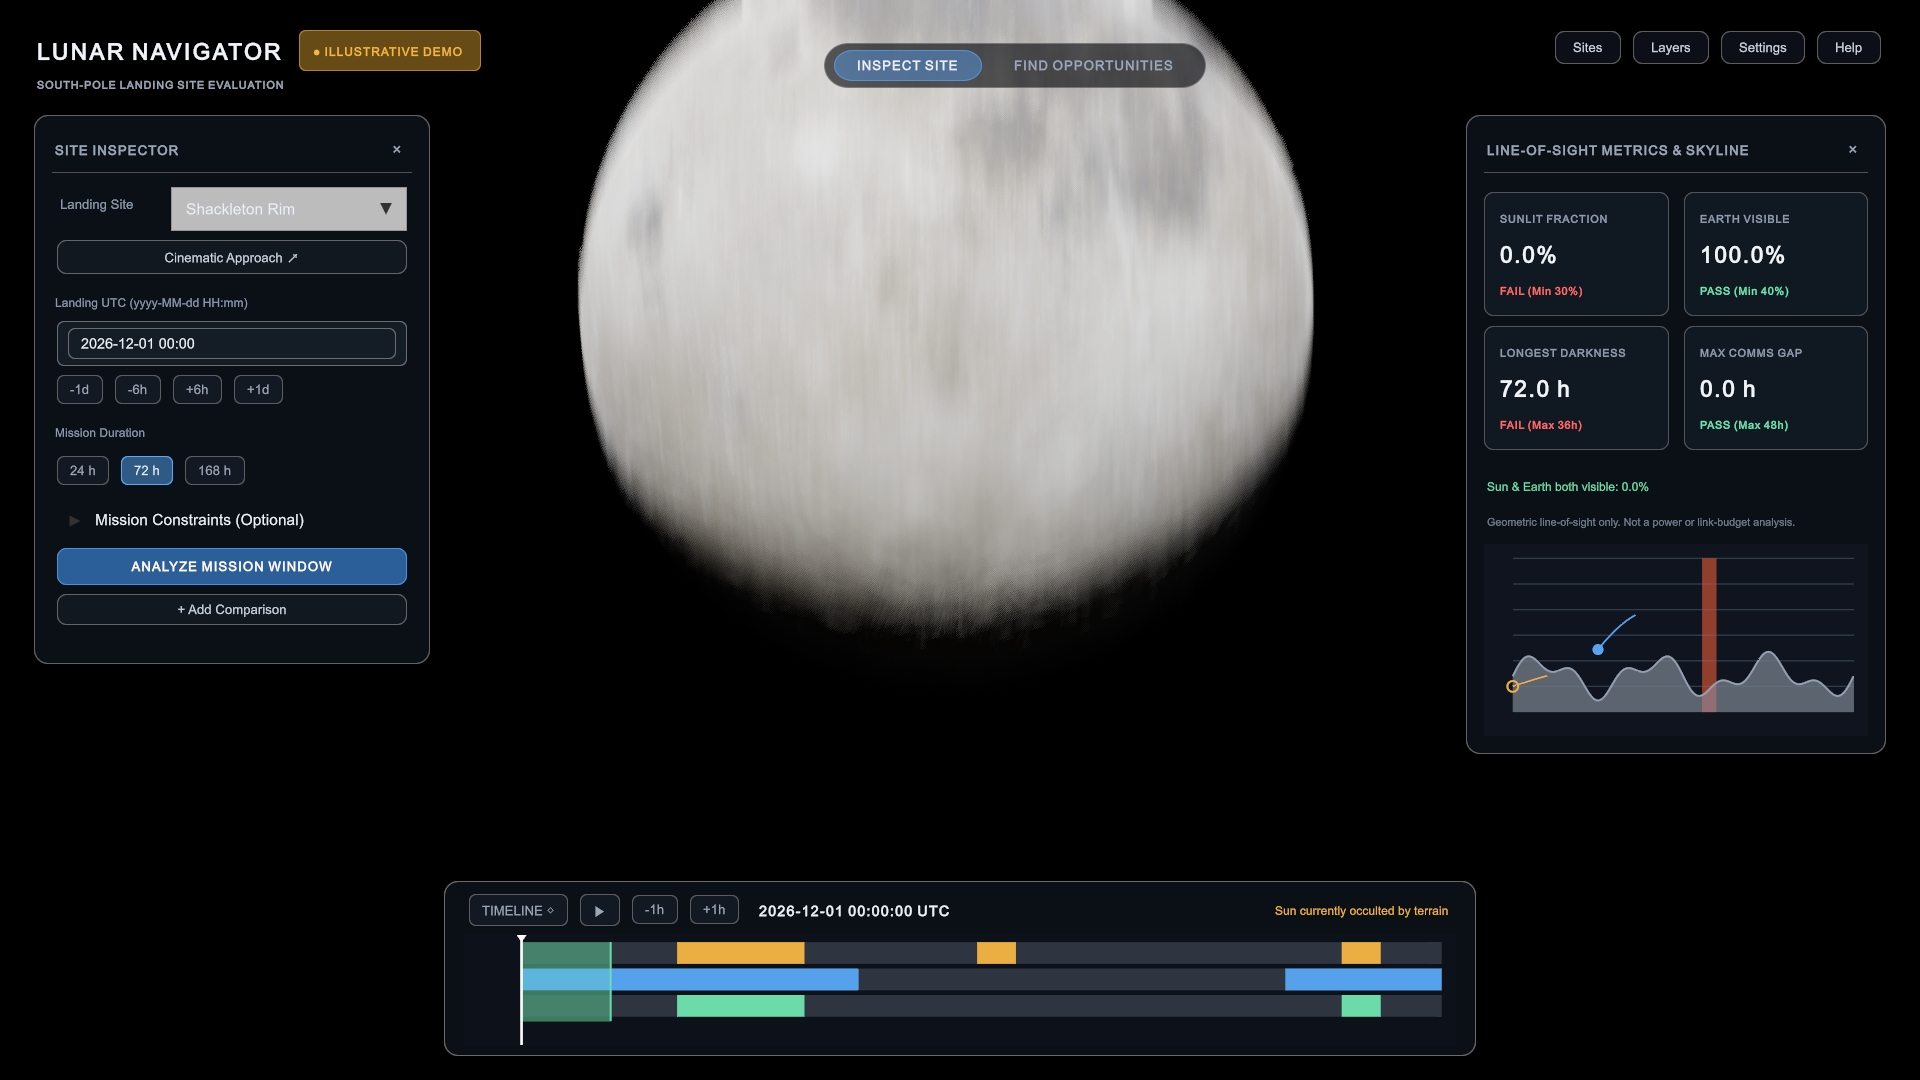 LUNAR NAVIGATOR
● ILLUSTRATIVE DEMO
SOUTH-POLE LANDING SITE EVALUATION
INSPECT SITE
FIND OPPORTUNITIES
Sites
Layers
Settings
Help
SITE INSPECTOR
×
Landing Site
Shackleton Rim ▼
Cinematic Approach ↗
Landing UTC (yyyy-MM-dd HH:mm)
2026-12-01 00:00
-1d
-6h
+6h
+1d
Mission Duration
24 h
72 h
168 h
► Mission Constraints (Optional)
ANALYZE MISSION WINDOW
+ Add Comparison
LINE-OF-SIGHT METRICS & SKYLINE
×
SUNLIT FRACTION
0.0%
FAIL (Min 30%)
EARTH VISIBLE
100.0%
PASS (Min 40%)
LONGEST DARKNESS
72.0 h
FAIL (Max 36h)
MAX COMMS GAP
0.0 h
PASS (Max 48h)
Sun & Earth both visible: 0.0%
Geometric line-of-sight only. Not a power or link-budget analysis.
TIMELINE ◇
▶
-1h
+1h
2026-12-01 00:00:00 UTC
Sun currently occulted by terrain